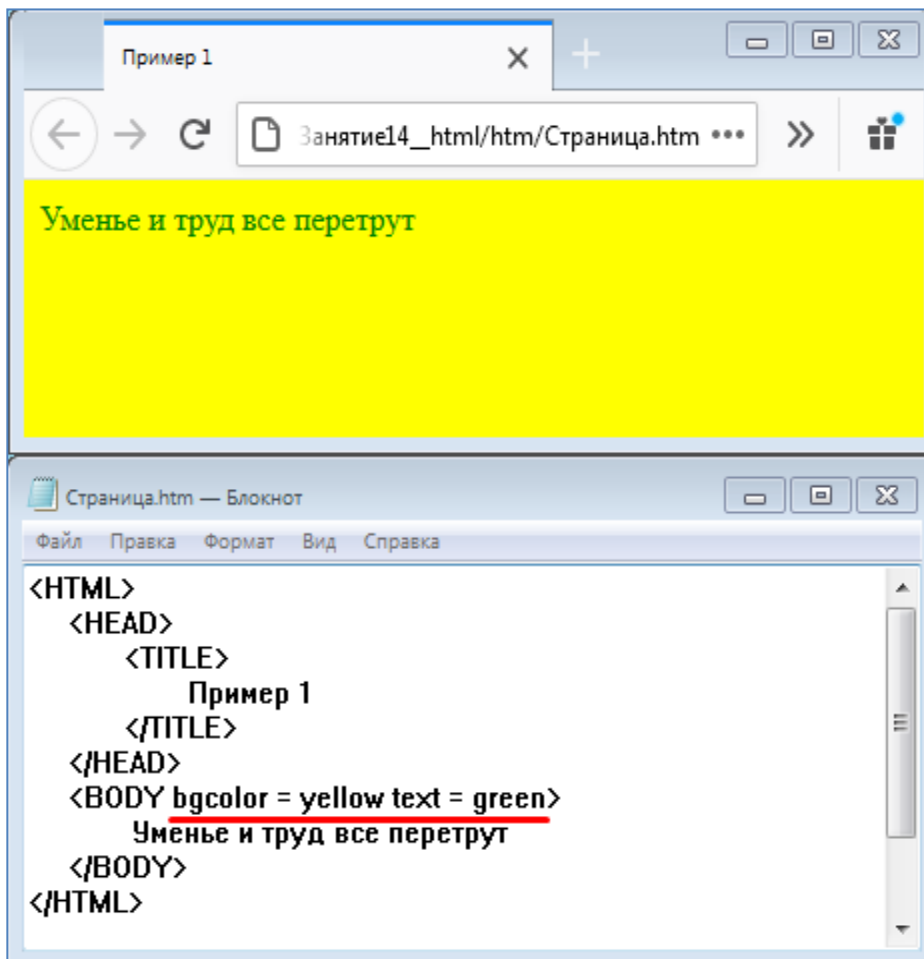 Пример 1
Занятие14_html/htm/Страница.htm
Уменье и труд все перетрут
Страница.htm — Блокнот
Файл Правка Формат Вид Справка
<HTML>
<HEAD>
<TITLE>
Пример 1
</TITLE>
</HEAD>
<BODY bgcolor = yellow text = green>
Уменье и труд все перетрут
</BODY>
</HTML>